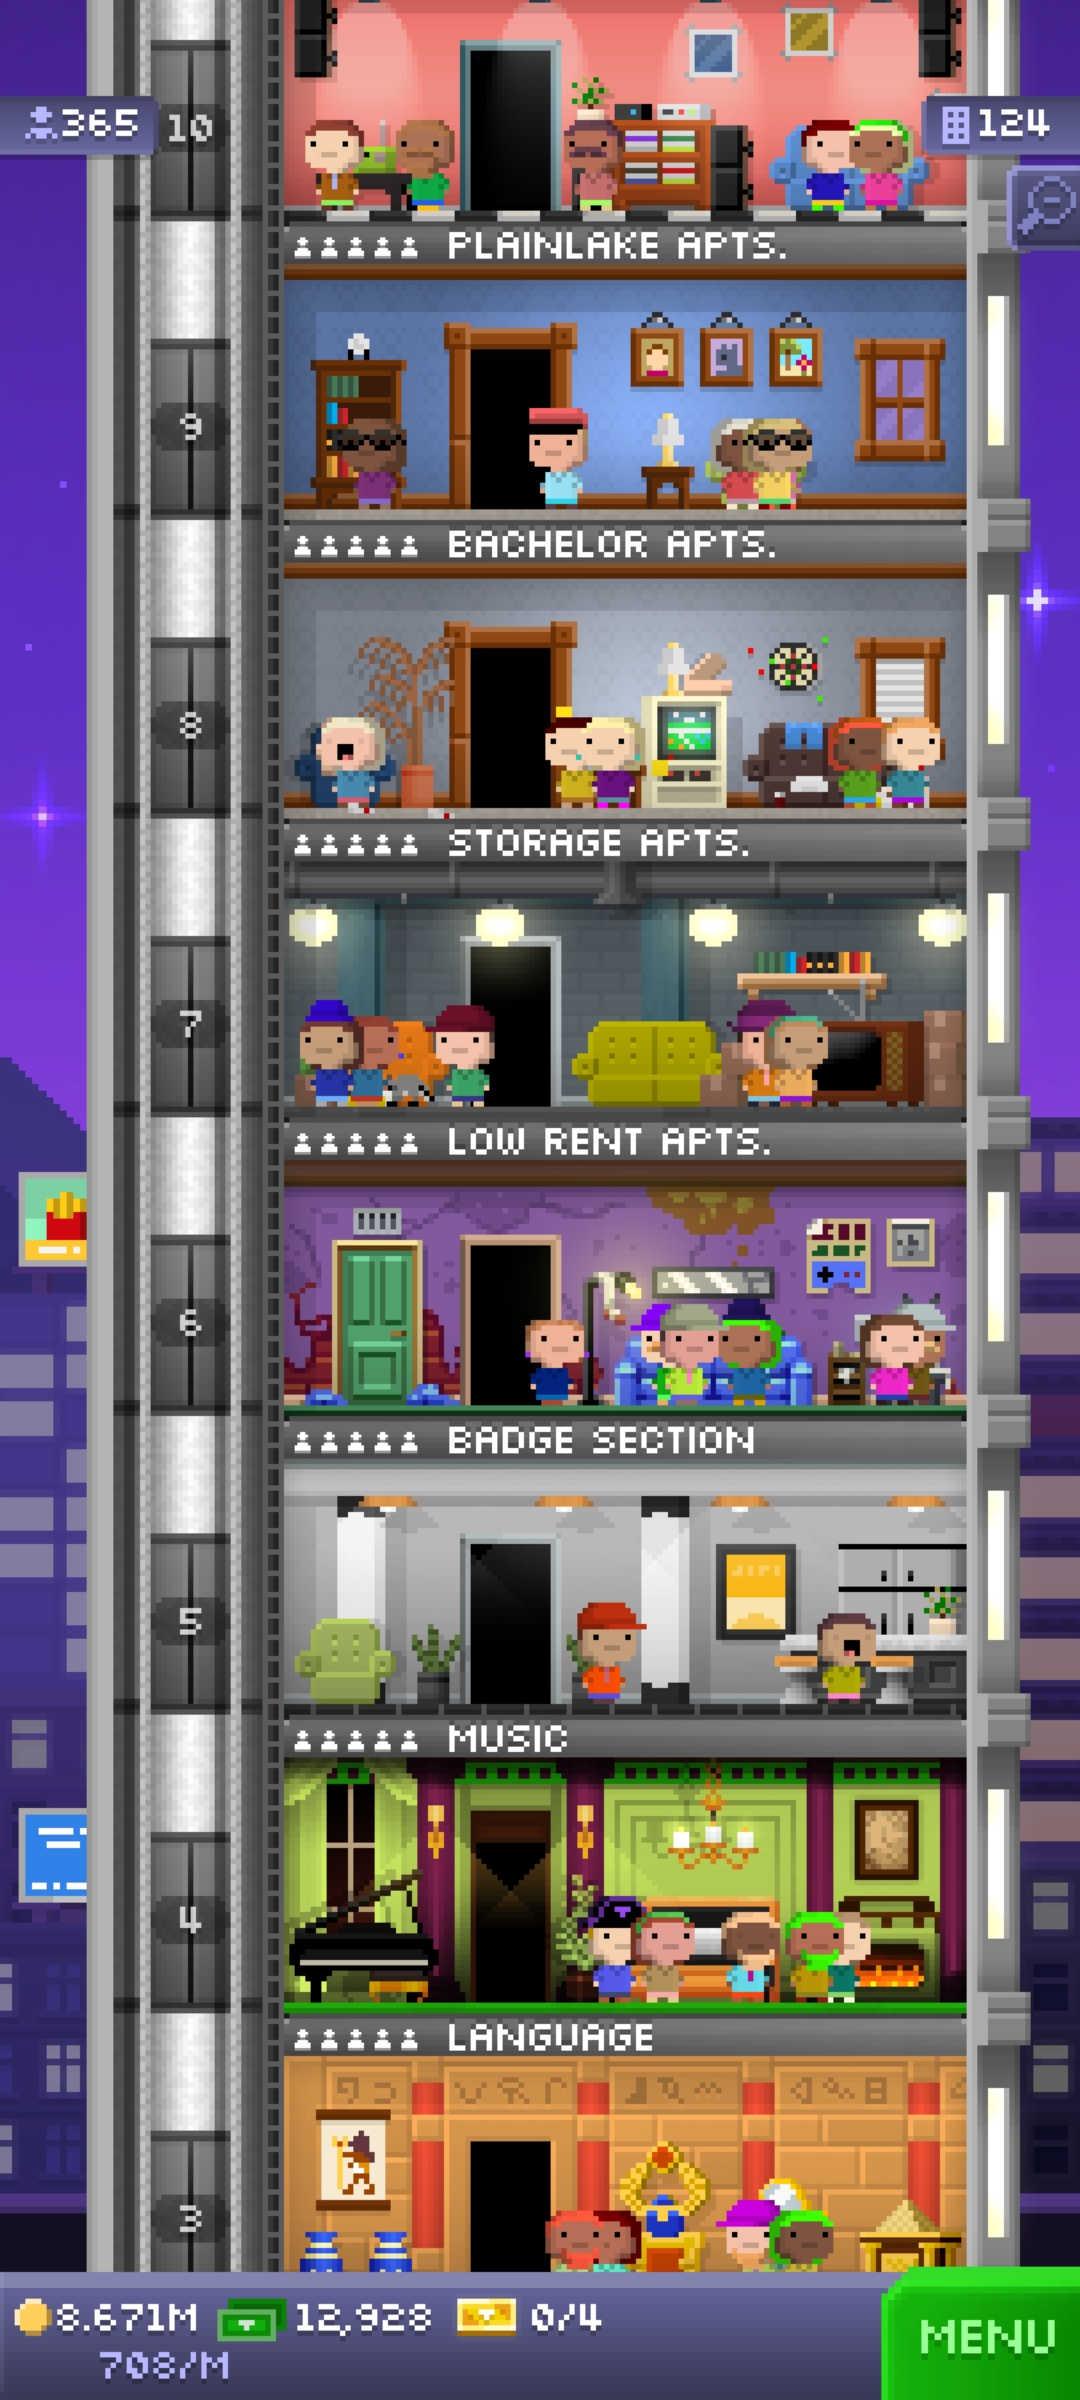 365
10
124
PLAINLAKE APTS.
9
BACHELOR APTS.
8
STORAGE APTS.
7
LOW RENT APTS.
6
BADGE SECTION
5
MUSIC
4
LANGUAGE
3
8.671M
12,928
0/4
708/M
MENU